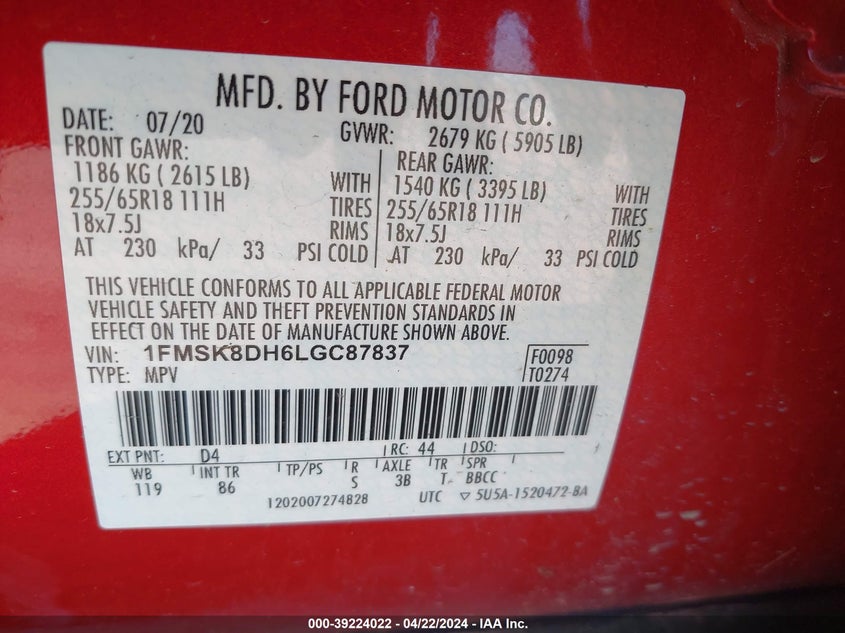 MFD. BY FORD MOTOR CO.
DATE: 07/20 GVWR: 2679 KG ( 5905 LB)
FRONT GAWR: REAR GAWR:
1186 KG ( 2615 LB) WITH 1540 KG ( 3395 LB) WITH
255/65R18 111H TIRES 255/65R18 111H TIRES
18x7.5J RIMS 18x7.5J RIMS
AT 230 kPa/ 33 PSI COLD AT 230 kPa/ 33 PSI COLD
THIS VEHICLE CONFORMS TO ALL APPLICABLE FEDERAL MOTOR
VEHICLE SAFETY AND THEFT PREVENTION STANDARDS IN
EFFECT ON THE DATE OF MANUFACTURE SHOWN ABOVE.
VIN: 1FMSK8DH6LGC87837 F0098
TYPE: MPV T0274
EXT PNT: D4 RC: 44 DSO:
WB INT TR TP/PS R AXLE TR SPR
119 86 S 3B T BBCC
1202007274828 UTC ▽ 5U5A-1520472-BA
000-39224022 - 04/22/2024 - IAA Inc.